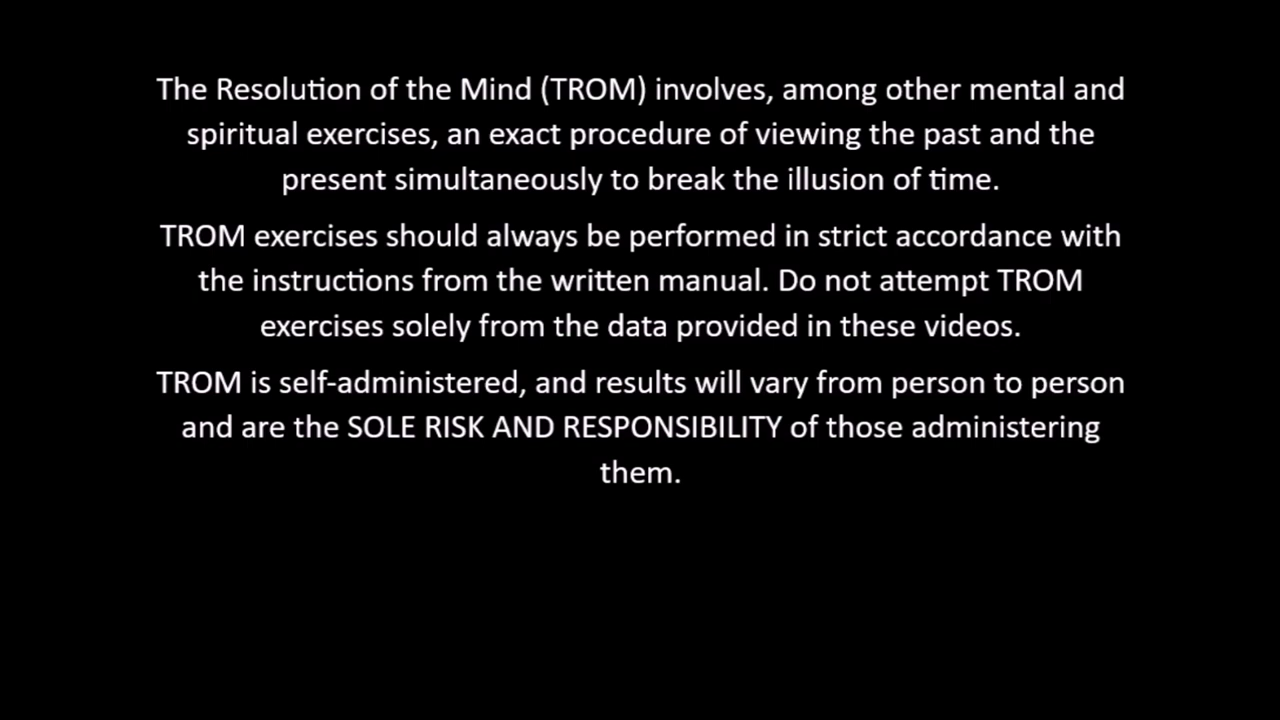 The Resolution of the Mind (TROM) involves, among other mental and
spiritual exercises, an exact procedure of viewing the past and the
present simultaneously to break the illusion of time.
TROM exercises should always be performed in strict accordance with
the instructions from the written manual. Do not attempt TROM
exercises solely from the data provided in these videos.
TROM is self-administered, and results will vary from person to person
and are the SOLE RISK AND RESPONSIBILITY of those administering
them.